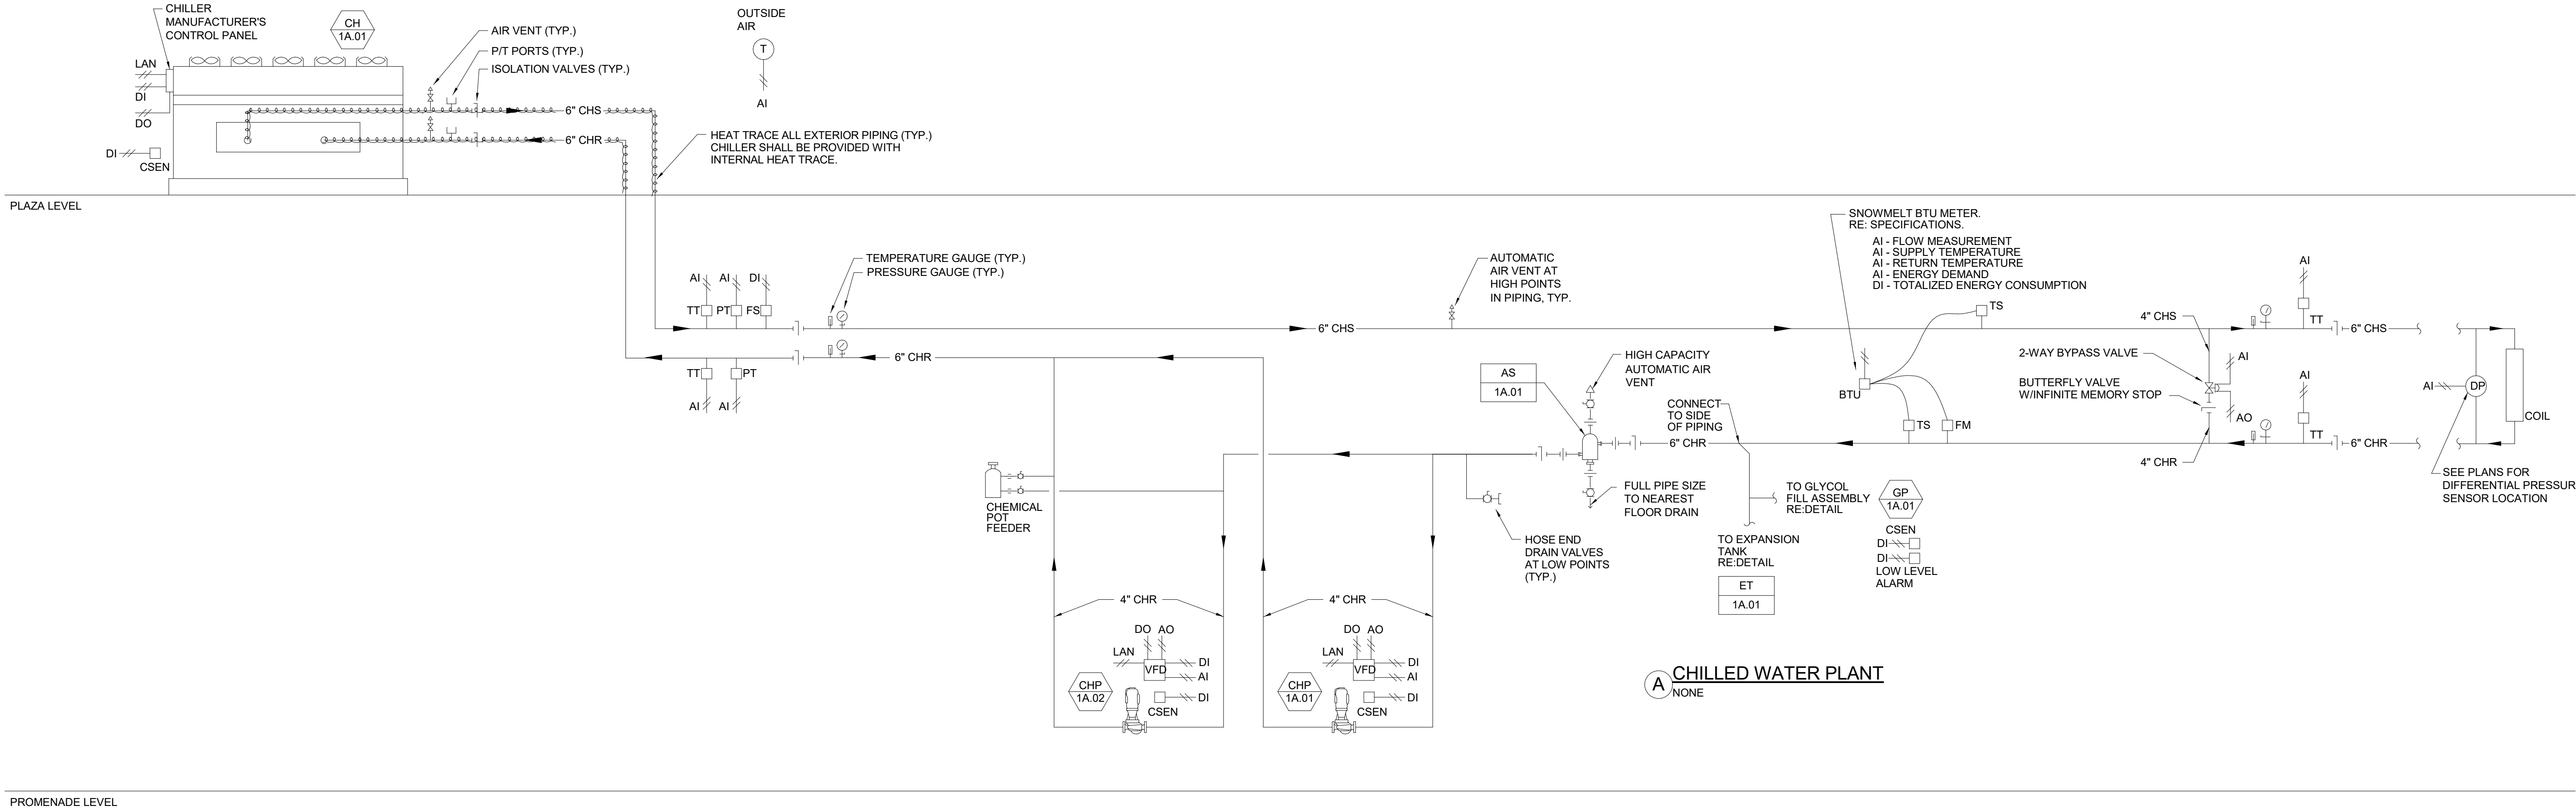 CHILLER
MANUFACTURER'S
CONTROL PANEL
CH
1A.01
LAN
DI
DO
DI
CSEN
AIR VENT (TYP.)
P/T PORTS (TYP.)
ISOLATION VALVES (TYP.)
6" CHS
6" CHR
OUTSIDE
AIR
T
AI
HEAT TRACE ALL EXTERIOR PIPING (TYP.)
CHILLER SHALL BE PROVIDED WITH
INTERNAL HEAT TRACE.
PLAZA LEVEL
AI
AI
DI
TT
PT
FS
TEMPERATURE GAUGE (TYP.)
PRESSURE GAUGE (TYP.)
6" CHS
6" CHR
TT
PT
AI
AI
AUTOMATIC
AIR VENT AT
HIGH POINTS
IN PIPING, TYP.
SNOWMELT BTU METER.
RE: SPECIFICATIONS.
AI - FLOW MEASUREMENT
AI - SUPPLY TEMPERATURE
AI - RETURN TEMPERATURE
AI - ENERGY DEMAND
DI - TOTALIZED ENERGY CONSUMPTION
TS
BTU
TS
FM
4" CHS
2-WAY BYPASS VALVE
BUTTERFLY VALVE
W/INFINITE MEMORY STOP
AI
AO
4" CHR
AI
TT
6" CHS
AI
TT
6" CHR
AI
DP
COIL
SEE PLANS FOR
DIFFERENTIAL PRESSUR
SENSOR LOCATION
AS
1A.01
HIGH CAPACITY
AUTOMATIC AIR
VENT
CONNECT
TO SIDE
OF PIPING
6" CHR
FULL PIPE SIZE
TO NEAREST
FLOOR DRAIN
TO GLYCOL
FILL ASSEMBLY
RE:DETAIL
GP
1A.01
CSEN
DI
DI
LOW LEVEL
ALARM
TO EXPANSION
TANK
RE:DETAIL
ET
1A.01
HOSE END
DRAIN VALVES
AT LOW POINTS
(TYP.)
CHEMICAL
POT
FEEDER
4" CHR
DO AO
LAN
VFD
DI
AI
DI
CSEN
CHP
1A.02
4" CHR
DO AO
LAN
VFD
DI
AI
DI
CSEN
CHP
1A.01
A
CHILLED WATER PLANT
NONE
PROMENADE LEVEL